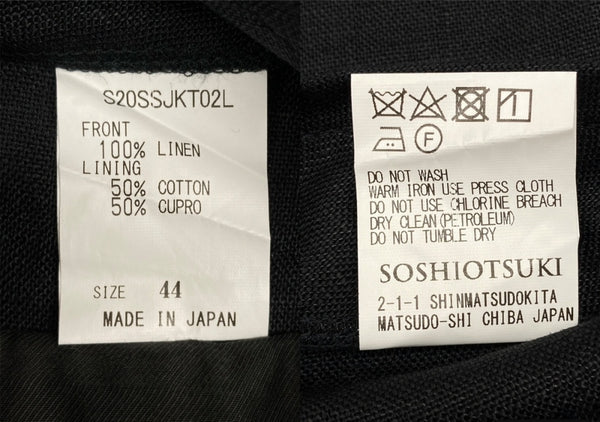 S20SSJKT02L
FRONT
100% LINEN
LINING
50% COTTON
50% CUPRO
SIZE 44
MADE IN JAPAN
F
DO NOT WASH
WARM IRON USE PRESS CLOTH
DO NOT USE CHLORINE BREACH
DRY CLEAN(PETROLEUM)
DO NOT TUMBLE DRY
SOSHIOTSUKI
2-1-1 SHINMATSUDOKITA
MATSUDO-SHI CHIBA JAPAN